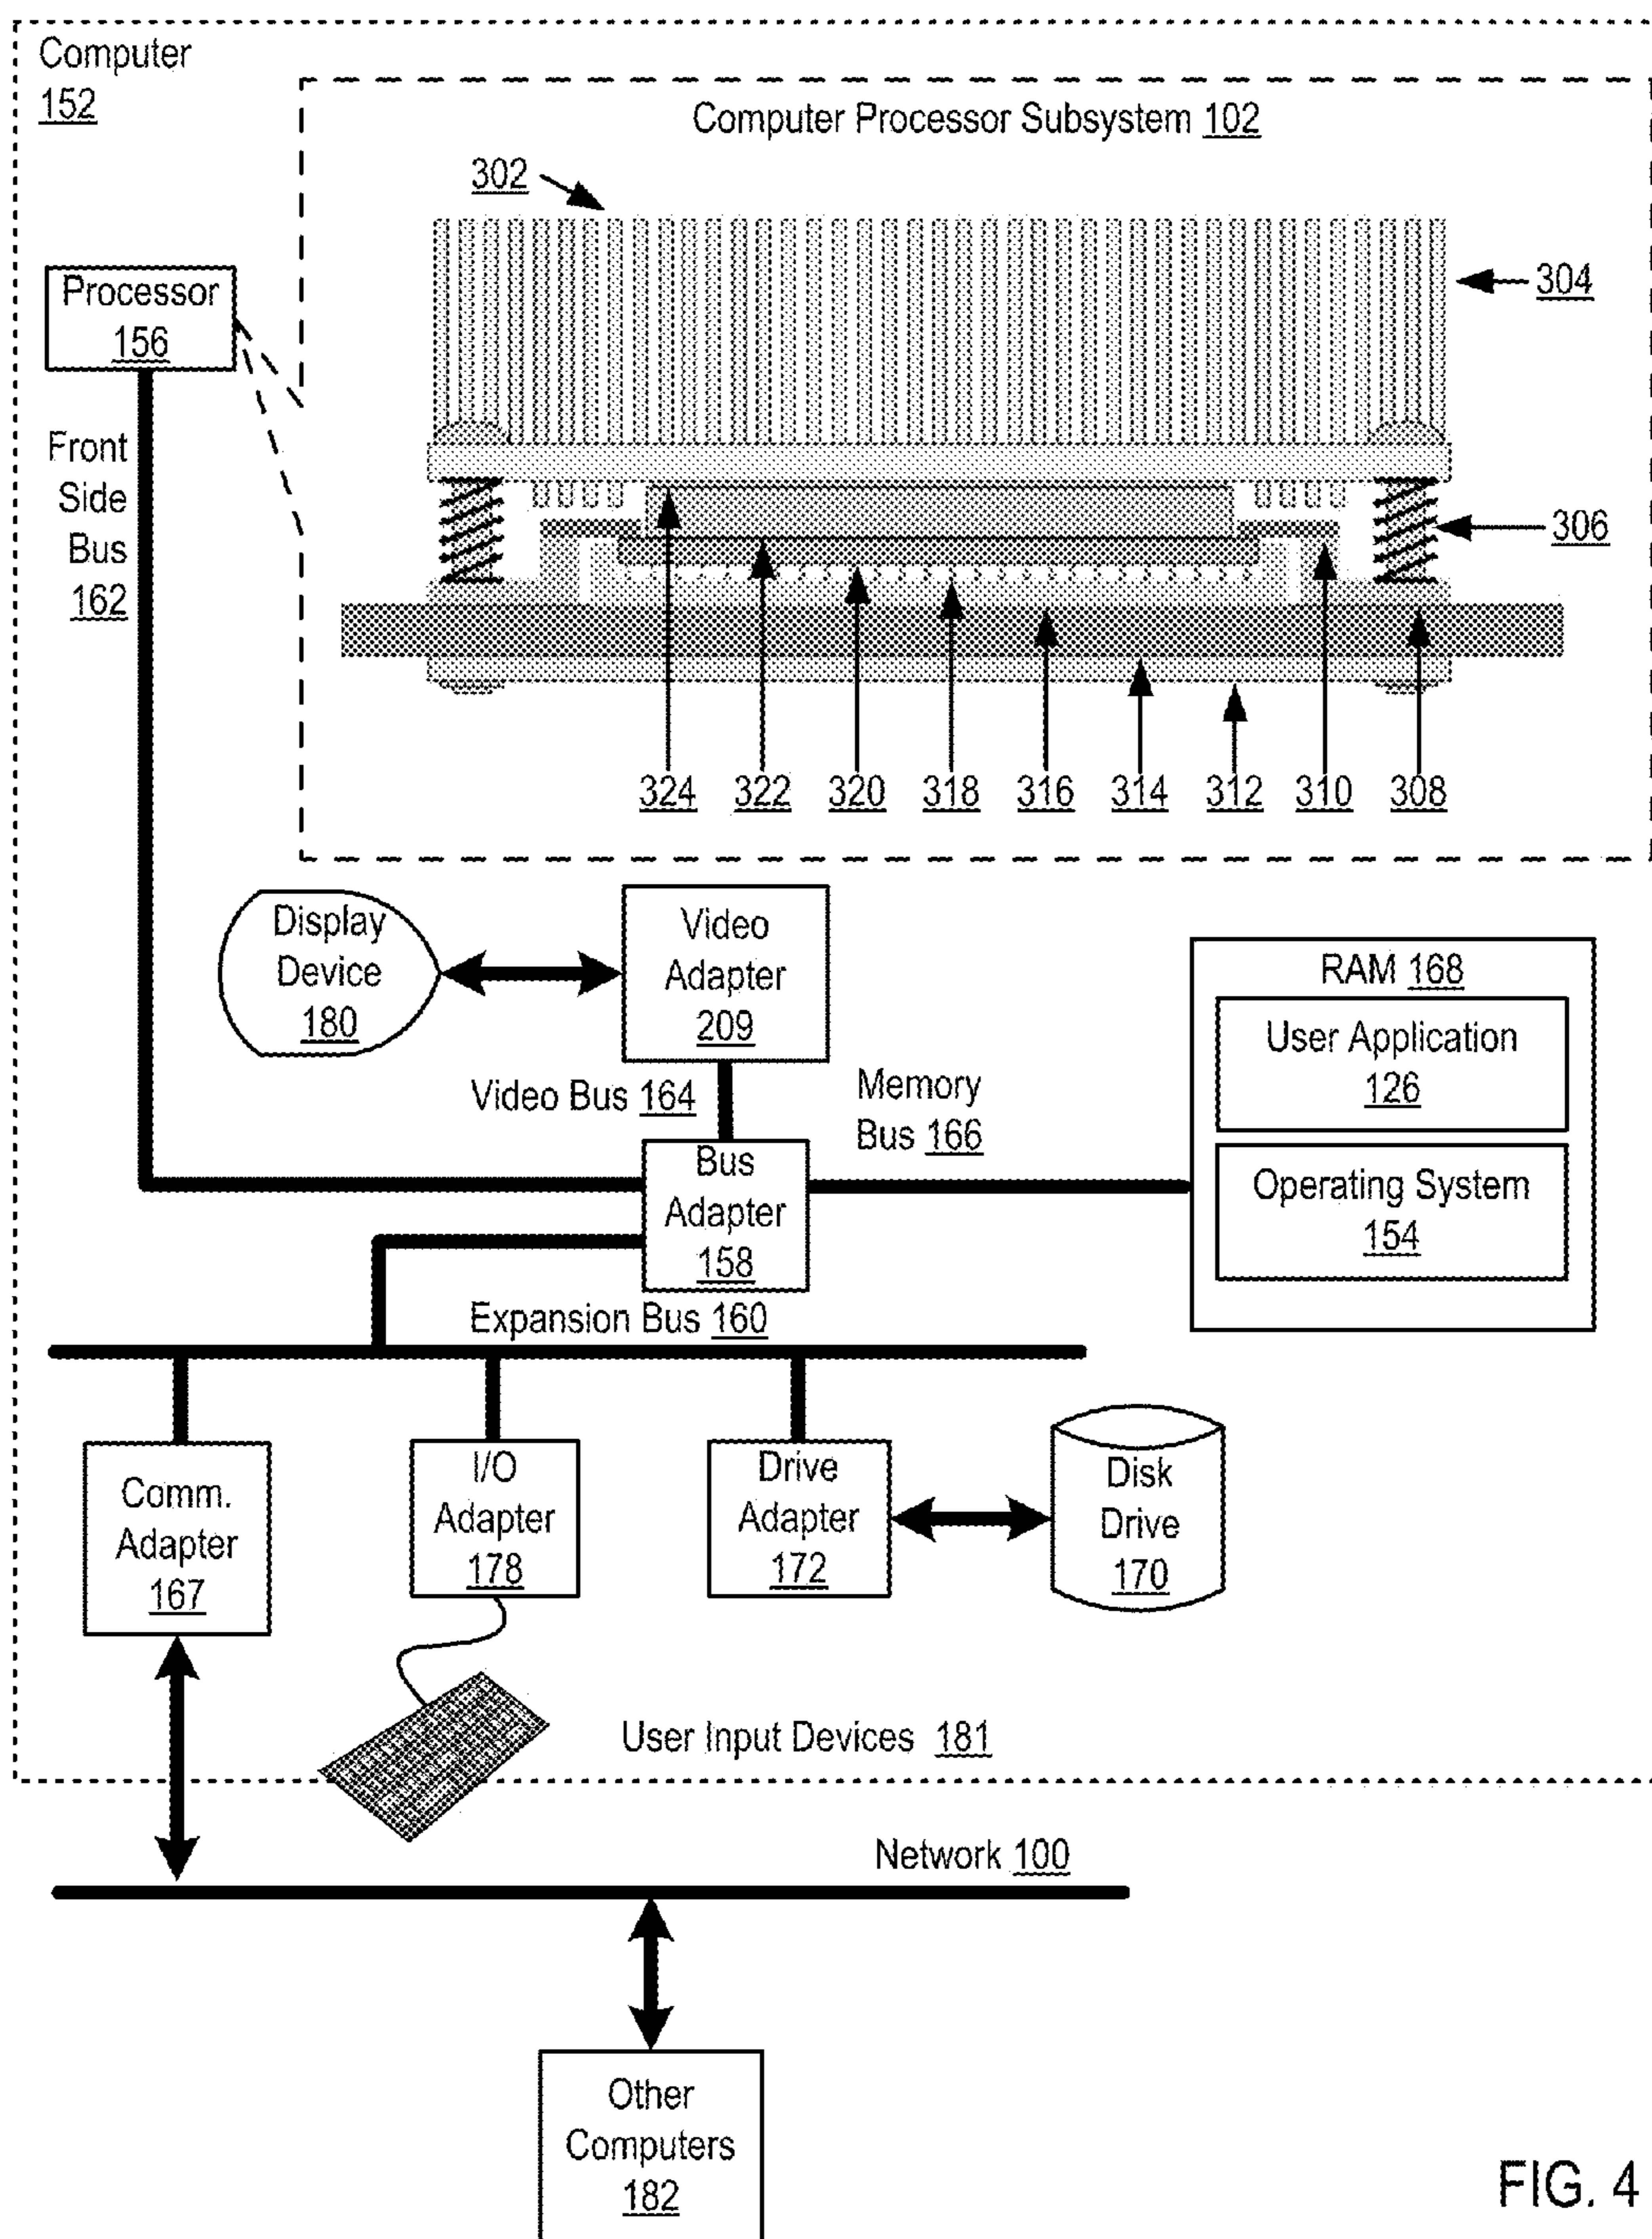 Computer
152
Computer Processor Subsystem 102
302
304
Processor
156
Front
Side
Bus
162
306
324 322 320 318 316 314 312 310 308
Display
Device
180
Video
Adapter
209
RAM 168
User Application
126
Operating System
154
Video Bus 164
Memory
Bus 166
Bus
Adapter
158
Expansion Bus 160
Comm.
Adapter
167
I/O
Adapter
178
Drive
Adapter
172
Disk
Drive
170
User Input Devices 181
Network 100
Other
Computers
182
FIG. 4